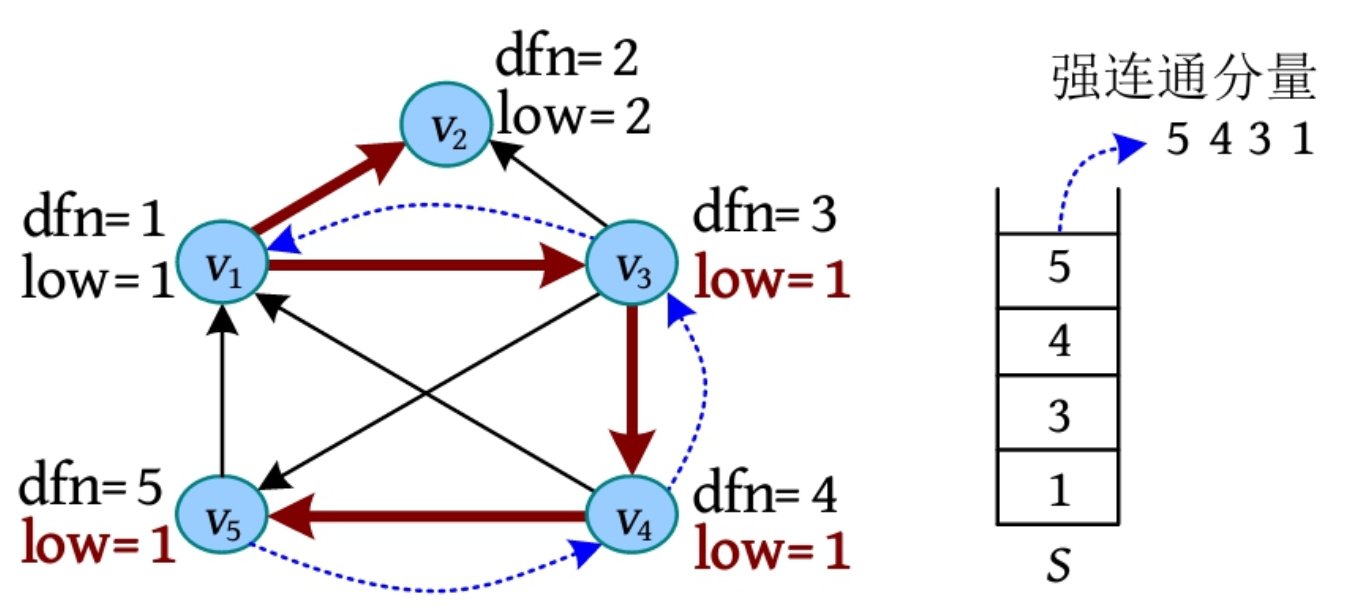 dfn=2
low=2
v₂
dfn=1
low=1
v₁
dfn=3
low=1
v₃
dfn=5
low=1
v₅
dfn=4
low=1
v₄
强连通分量
5 4 3 1
5
4
3
1
S